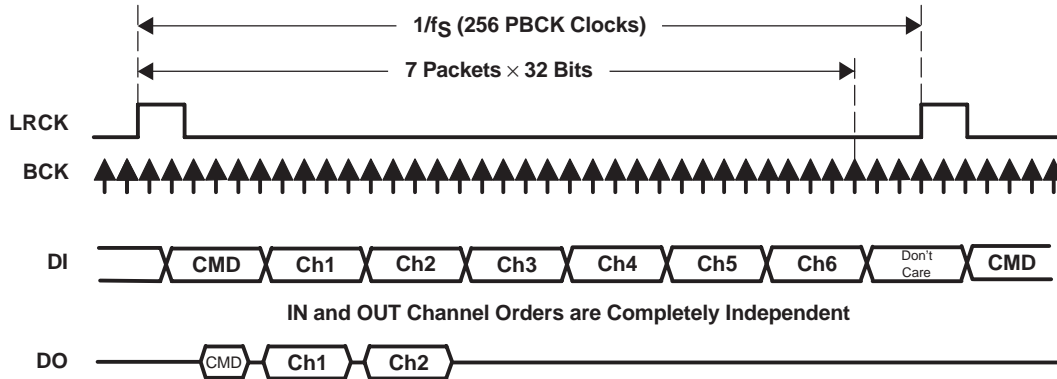 1/fS (256 PBCK Clocks)
7 Packets × 32 Bits
LRCK
BCK
DI CMD Ch1 Ch2 Ch3 Ch4 Ch5 Ch6 Don't Care CMD
IN and OUT Channel Orders are Completely Independent
DO CMD Ch1 Ch2